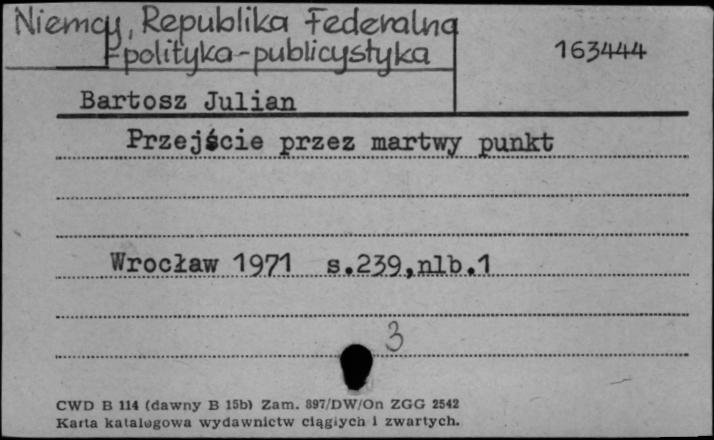 Niemcy, Republika Federalna
-polityka-publicystyka
163444
Bartosz Julian
Przejście przez martwy punkt
Wrocław 1971 s.239,nlb.1
3
CWD B 114 (dawny B 15b) Zam. 897/DW/On ZGG 2542
Karta katalogowa wydawnictw ciągłych i zwartych.